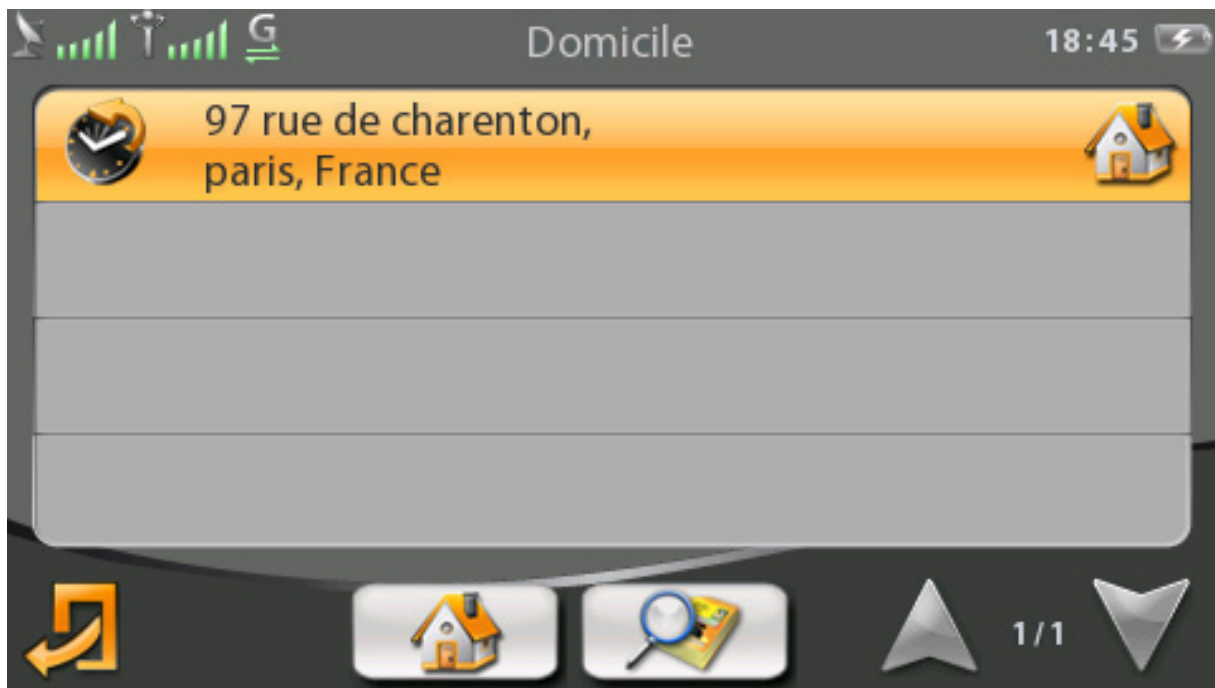 G
Domicile
18:45
97 rue de charenton,
paris, France
1/1